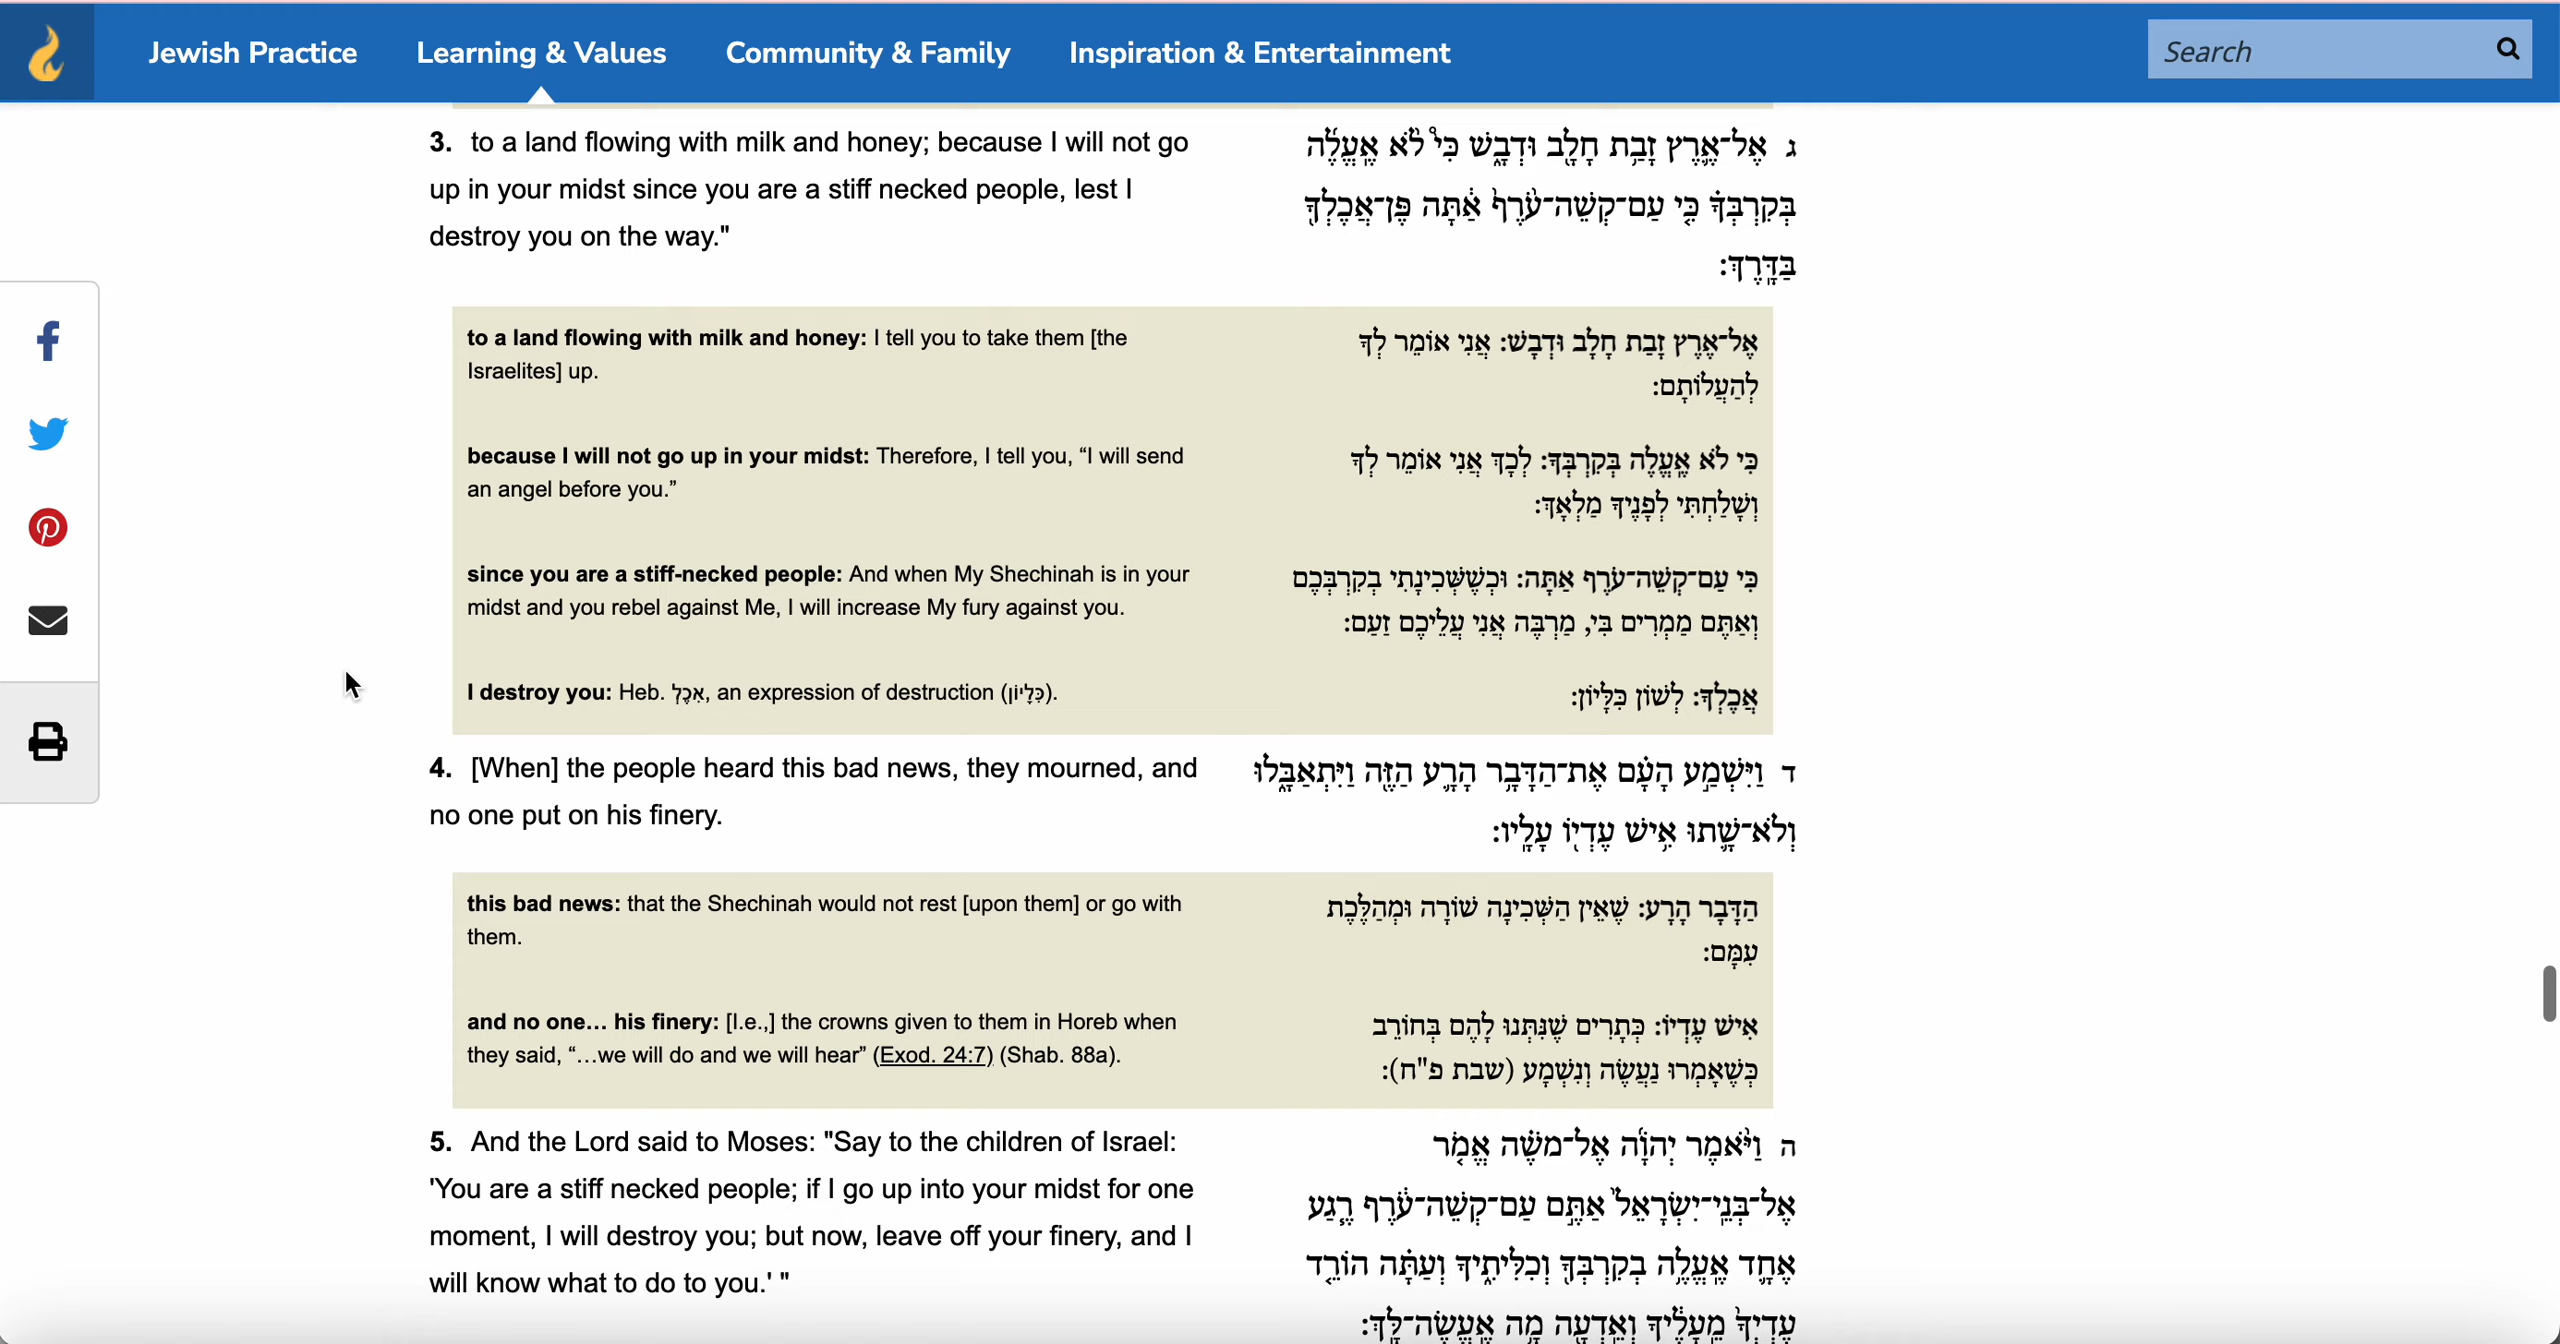 Jewish Practice Learning & Values Community & Family Inspiration & Entertainment Search
3. to a land flowing with milk and honey; because I will not go
up in your midst since you are a stiff necked people, lest I
destroy you on the way."
ג אֶל־אֶ֛רֶץ זָבַ֥ת חָלָ֖ב וּדְבָ֑שׁ כִּי֩ לֹ֨א אֶֽעֱלֶ֜ה
בְּקִרְבְּךָ֗ כִּ֤י עַם־קְשֵׁה־עֹ֨רֶף֙ אַ֔תָּה פֶּן־אֲכֶלְךָ֖
בַּדָּֽרֶךְ:
to a land flowing with milk and honey: I tell you to take them [the
Israelites] up.
אֶל־אֶרֶץ זָבַת חָלָב וּדְבָשׁ: אֲנִי אוֹמֵר לְךָ
לְהַעֲלוֹתָם:
because I will not go up in your midst: Therefore, I tell you, “I will send
an angel before you.”
כִּי לֹא אֶֽעֱלֶה בְּקִרְבְּךָ: לְכָךְ אֲנִי אוֹמֵר לְךָ
וְשָׁלַחְתִּי לְפָנֶיךָ מַלְאָךְ:
since you are a stiff-necked people: And when My Shechinah is in your
midst and you rebel against Me, I will increase My fury against you.
כִּי עַם־קְשֵׁה־עֹרֶף אַתָּה: וּכְשֶׁשְּׁכִינָתִי בְקִרְבְּכֶם
וְאַתֶּם מַמְרִים בִּי, מַרְבֶּה אֲנִי עֲלֵיכֶם זַעַם:
I destroy you: Heb. אִכֶלְ, an expression of destruction (כִּלָיוֹן).
אֲכֶלְךָ: לְשׁוֹן כִּלָּיוֹן:
4. [When] the people heard this bad news, they mourned, and
no one put on his finery.
ד וַיִּשְׁמַ֣ע הָעָ֗ם אֶת־הַדָּבָ֥ר הָרָ֛ע הַזֶּ֖ה וַיִּתְאַבָּ֑לוּ
וְלֹא־שָׁ֛תוּ אִ֥ישׁ עֶדְי֖וֹ עָלָֽיו:
this bad news: that the Shechinah would not rest [upon them] or go with
them.
הַדָּבָר הָרָע: שֶׁאֵין הַשְּׁכִינָה שׁוֹרָה וּמְהַלֶּכֶת
עִמָּם:
and no one… his finery: [I.e.,] the crowns given to them in Horeb when
they said, “…we will do and we will hear” (Exod. 24:7) (Shab. 88a).
אִישׁ עֶדְיוֹ: כְּתָרִים שֶׁנִּתְּנוּ לָהֶם בְּחוֹרֵב
כְּשֶׁאָמְרוּ נַעֲשֶׂה וְנִשְׁמָע (שבת פ"ח):
5. And the Lord said to Moses: "Say to the children of Israel:
'You are a stiff necked people; if I go up into your midst for one
moment, I will destroy you; but now, leave off your finery, and I
will know what to do to you.' "
ה וַיֹּ֨אמֶר יְהֹוָ֜ה אֶל־משֶׁ֗ה אֱמֹ֤ר
אֶל־בְּנֵֽי־יִשְׂרָאֵל֙ אַתֶּ֣ם עַם־קְשֵׁה־עֹ֔רֶף רֶ֧גַע
אֶחָ֛ד אֶֽעֱלֶ֥ה בְקִרְבְּךָ֖ וְכִלִּיתִ֑יךָ וְעַתָּ֗ה הוֹרֵ֤ד
עֶדְיְךָ֙ מֵֽעָלֶ֔יךָ וְאֵֽדְעָ֖ה מָ֥ה אֶֽעֱשֶׂה־לָּֽךְ: